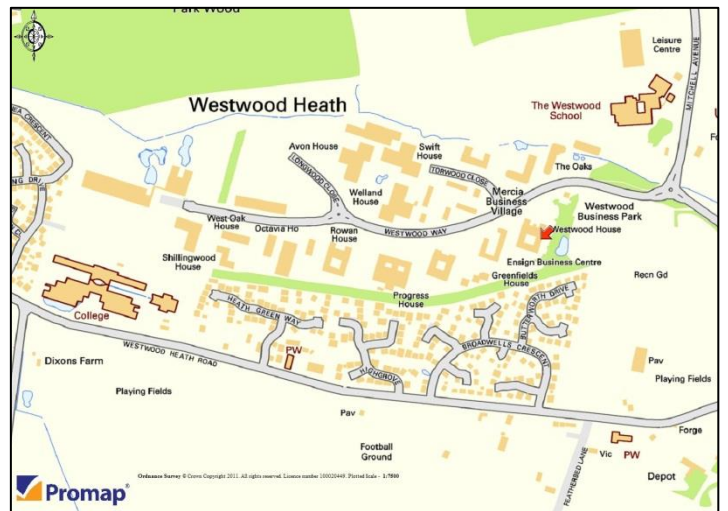 Park Wood
Leisure
Centre
MITCHELL AVENUE
Westwood Heath
The Westwood
School
CRESCENT
Avon House
Swift
House
The Oaks
LONGWOOD CLOSE
TORWOOD CLOSE
Welland
House
Mercia
Business
Village
Westwood
Business Park
West Oak
House
Octavia Ho
Rowan
House
WESTWOOD WAY
Westwood House
Shillingwood
House
Ensign Business Centre
Greenfields
House
Recn Gd
Progress
House
College
HEATH GREEN WAY
BUTTERWORTH DRIVE
BROADWELLS CRESCENT
PW
HIGHGROVE
WESTWOOD HEATH ROAD
Dixons Farm
Pav
Playing Fields
Playing Fields
Pav
Forge
Football
Ground
FEATHERBED LANE
Vic
PW
Depot
Ordnance Survey © Crown Copyright 2011. All rights reserved. Licence number 100020449. Plotted Scale - 1:7500
Promap®